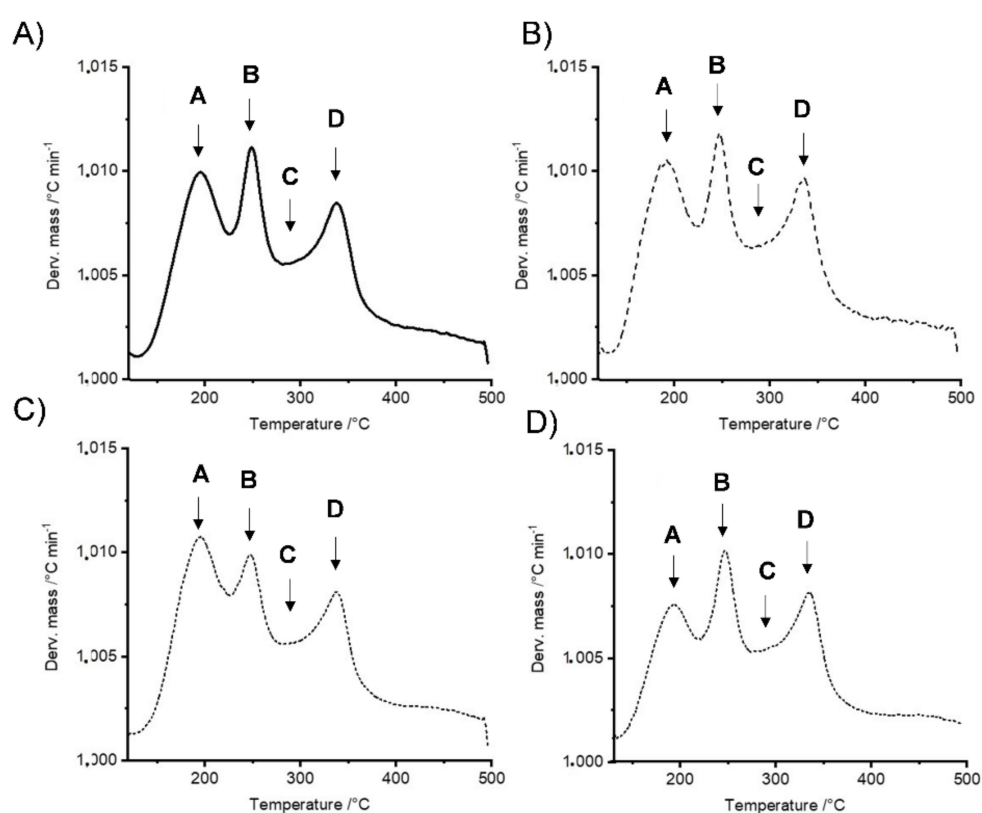 A)
1.015
1.010
1.005
1.000
Derv. mass /°C min-1
A
B
C
D
200
300
400
500
Temperature /°C
B)
1.015
1.010
1.005
1.000
Derv. mass /°C min-1
A
B
C
D
200
300
400
500
Temperature /°C
C)
1.015
1.010
1.005
1.000
Derv. mass /°C min-1
A
B
C
D
200
300
400
500
Temperature /°C
D)
1.015
1.010
1.005
1.000
Derv. mass /°C min-1
A
B
C
D
200
300
400
500
Temperature /°C